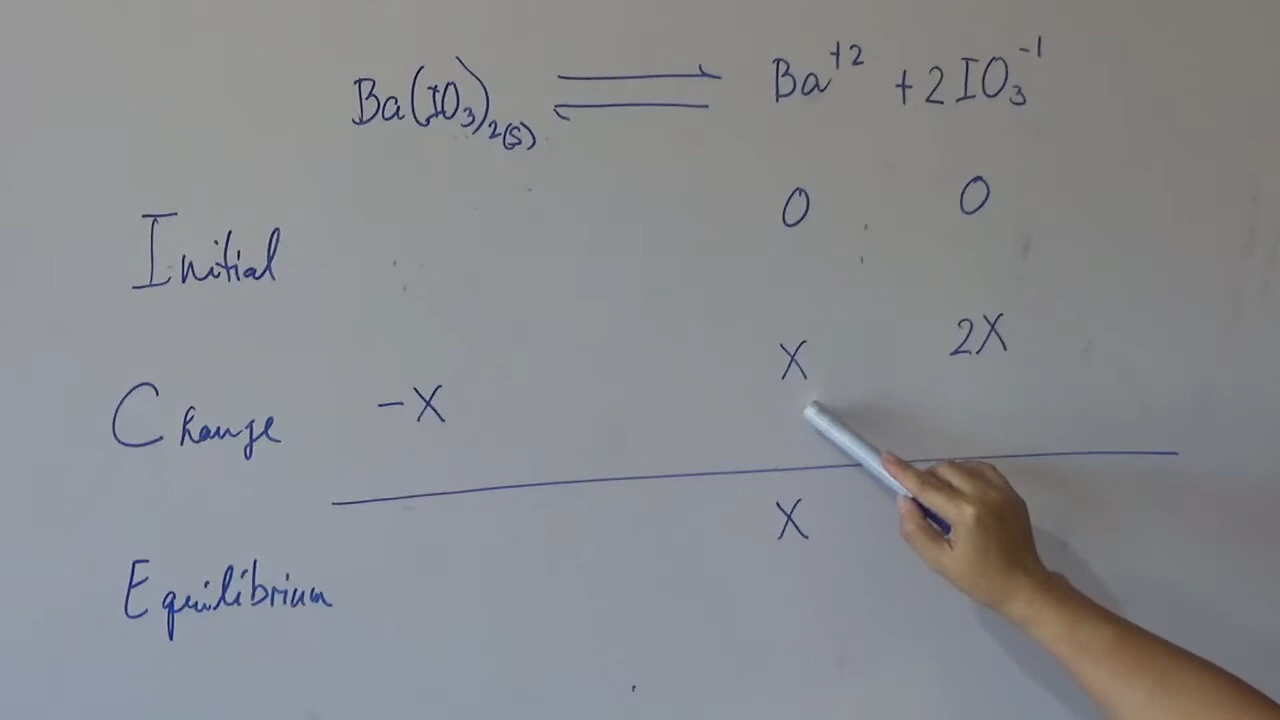 Ba(IO₃)₂(s) ⇌ Ba⁺² + 2IO₃⁻¹
Initial 0 0
Change -X X 2X
Equilibrium X